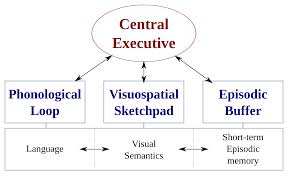 Central
Executive
Phonological
Loop
Visuospatial
Sketchpad
Episodic
Buffer
Language
Visual
Semantics
Short-term
Episodic
memory